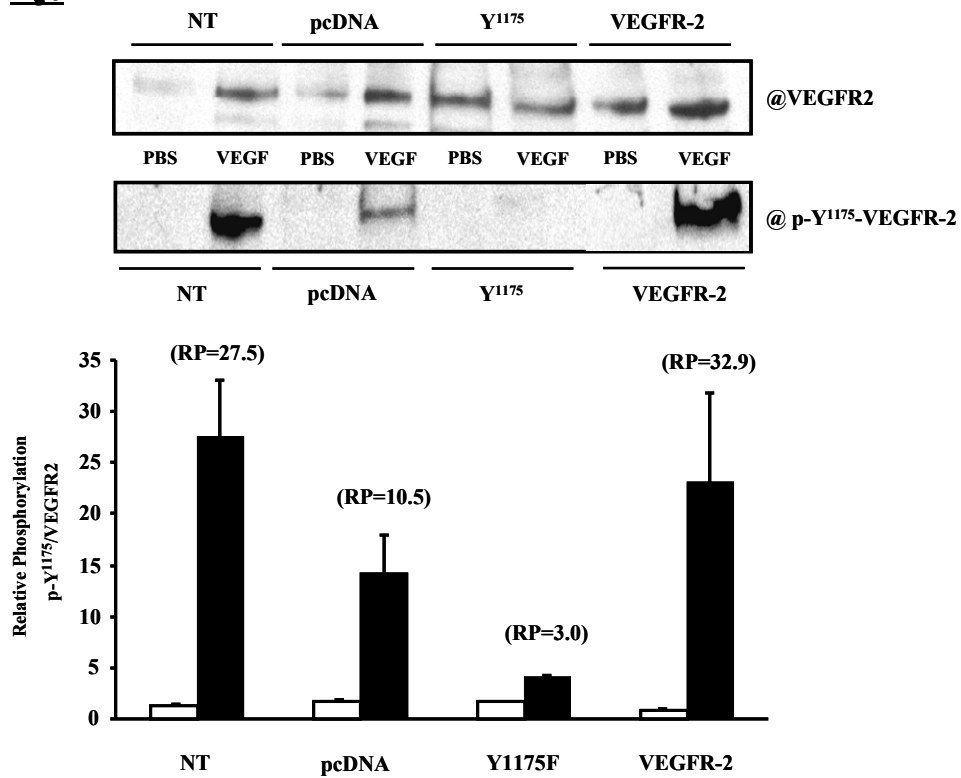 NT pcDNA Y¹¹⁷⁵ VEGFR-2
@VEGFR2
PBS VEGF PBS VEGF PBS VEGF PBS VEGF
@ p-Y¹¹⁷⁵-VEGFR-2
NT pcDNA Y¹¹⁷⁵ VEGFR-2
Relative Phosphorylation
p-Y¹¹⁷⁵/VEGFR2
35
30
25
20
15
10
5
0
(RP=27.5)
(RP=10.5)
(RP=3.0)
(RP=32.9)
NT pcDNA Y1175F VEGFR-2